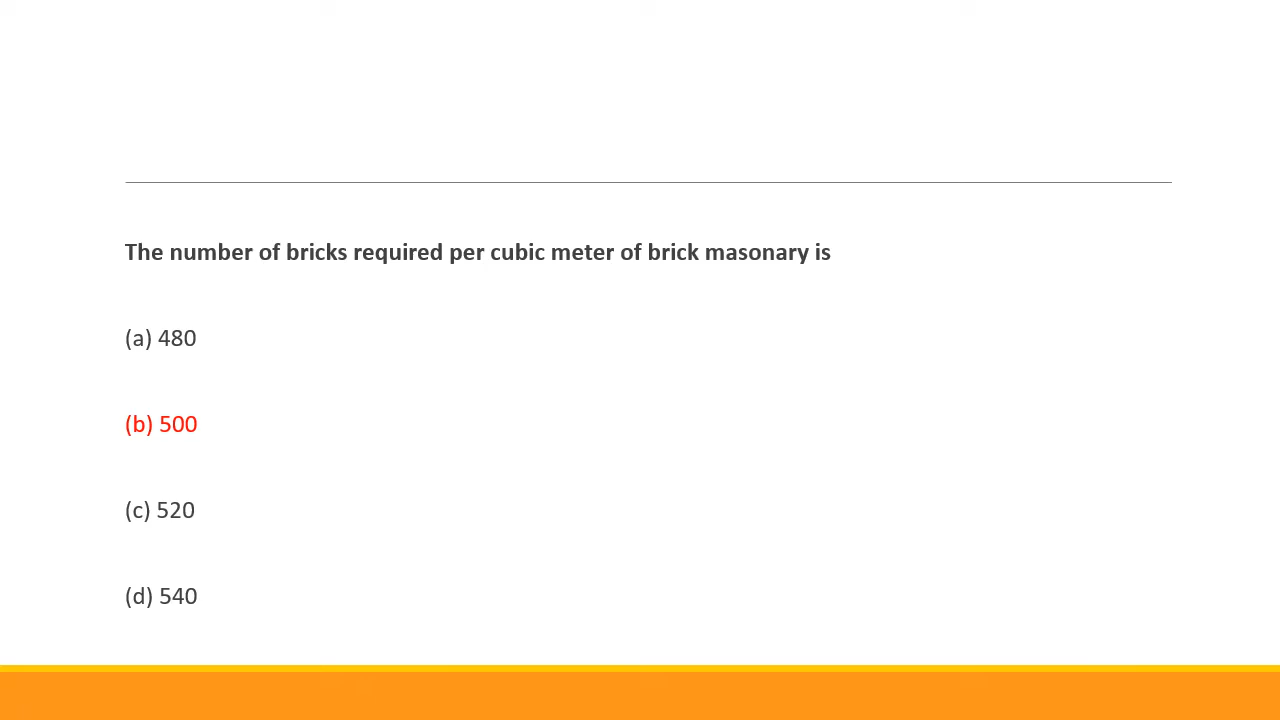 The number of bricks required per cubic meter of brick masonary is
(a) 480
(b) 500
(c) 520
(d) 540